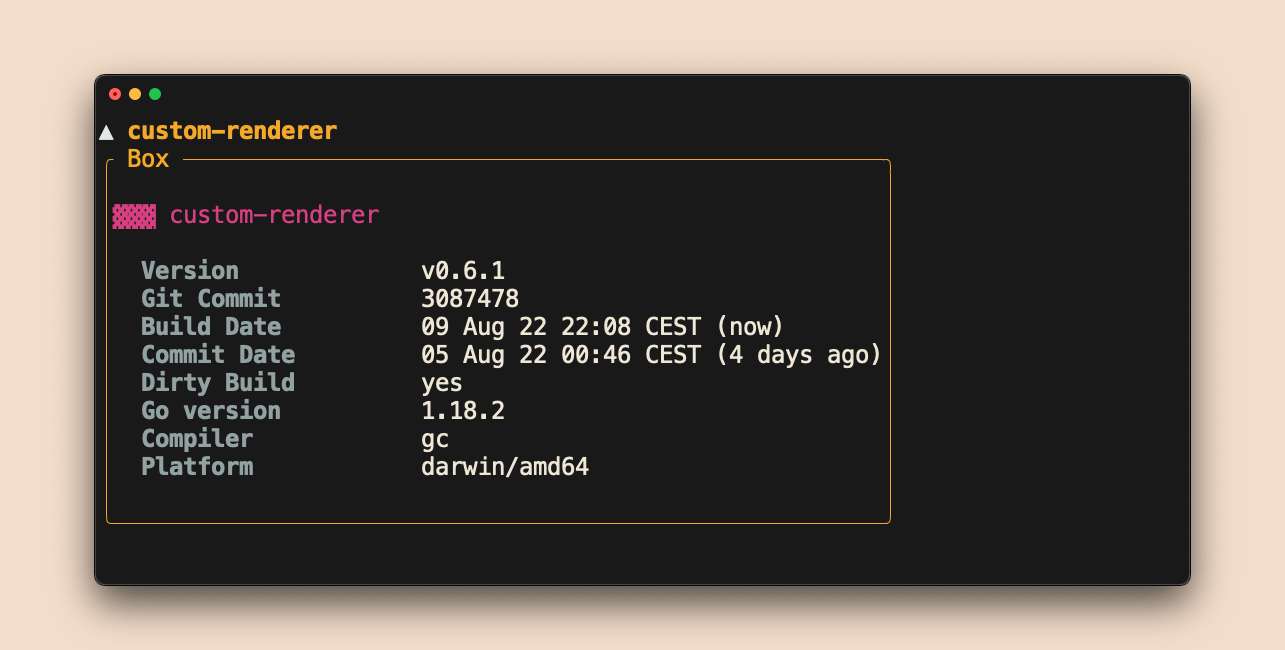 ▲ custom-renderer
Box
▓▓▓ custom-renderer
Version v0.6.1
Git Commit 3087478
Build Date 09 Aug 22 22:08 CEST (now)
Commit Date 05 Aug 22 00:46 CEST (4 days ago)
Dirty Build yes
Go version 1.18.2
Compiler gc
Platform darwin/amd64